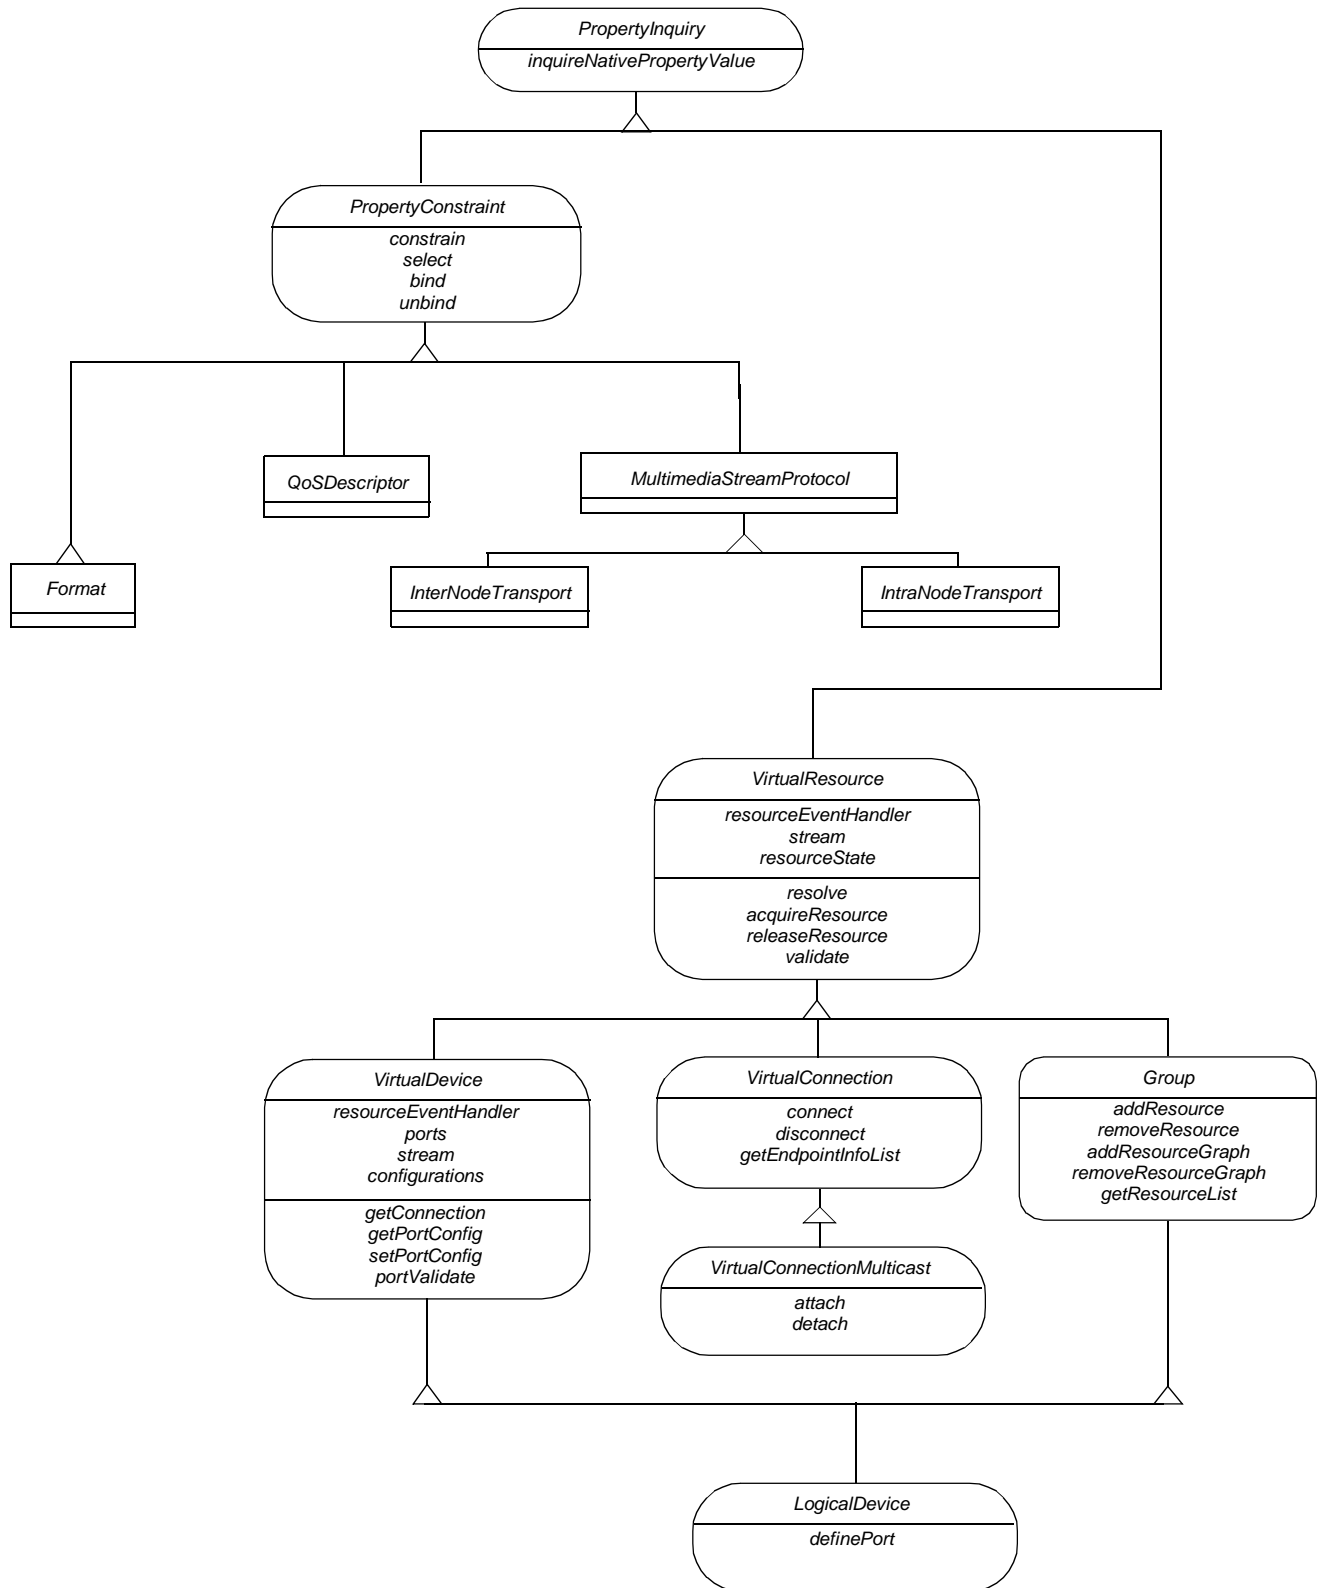 PropertyInquiry
inquireNativePropertyValue
PropertyConstraint
constrain
select
bind
unbind
QoSDescriptor
MultimediaStreamProtocol
Format
InterNodeTransport
IntraNodeTransport
VirtualResource
resourceEventHandler
stream
resourceState
resolve
acquireResource
releaseResource
validate
VirtualDevice
resourceEventHandler
ports
stream
configurations
getConnection
getPortConfig
setPortConfig
portValidate
VirtualConnection
connect
disconnect
getEndpointInfoList
Group
addResource
removeResource
addResourceGraph
removeResourceGraph
getResourceList
VirtualConnectionMulticast
attach
detach
LogicalDevice
definePort